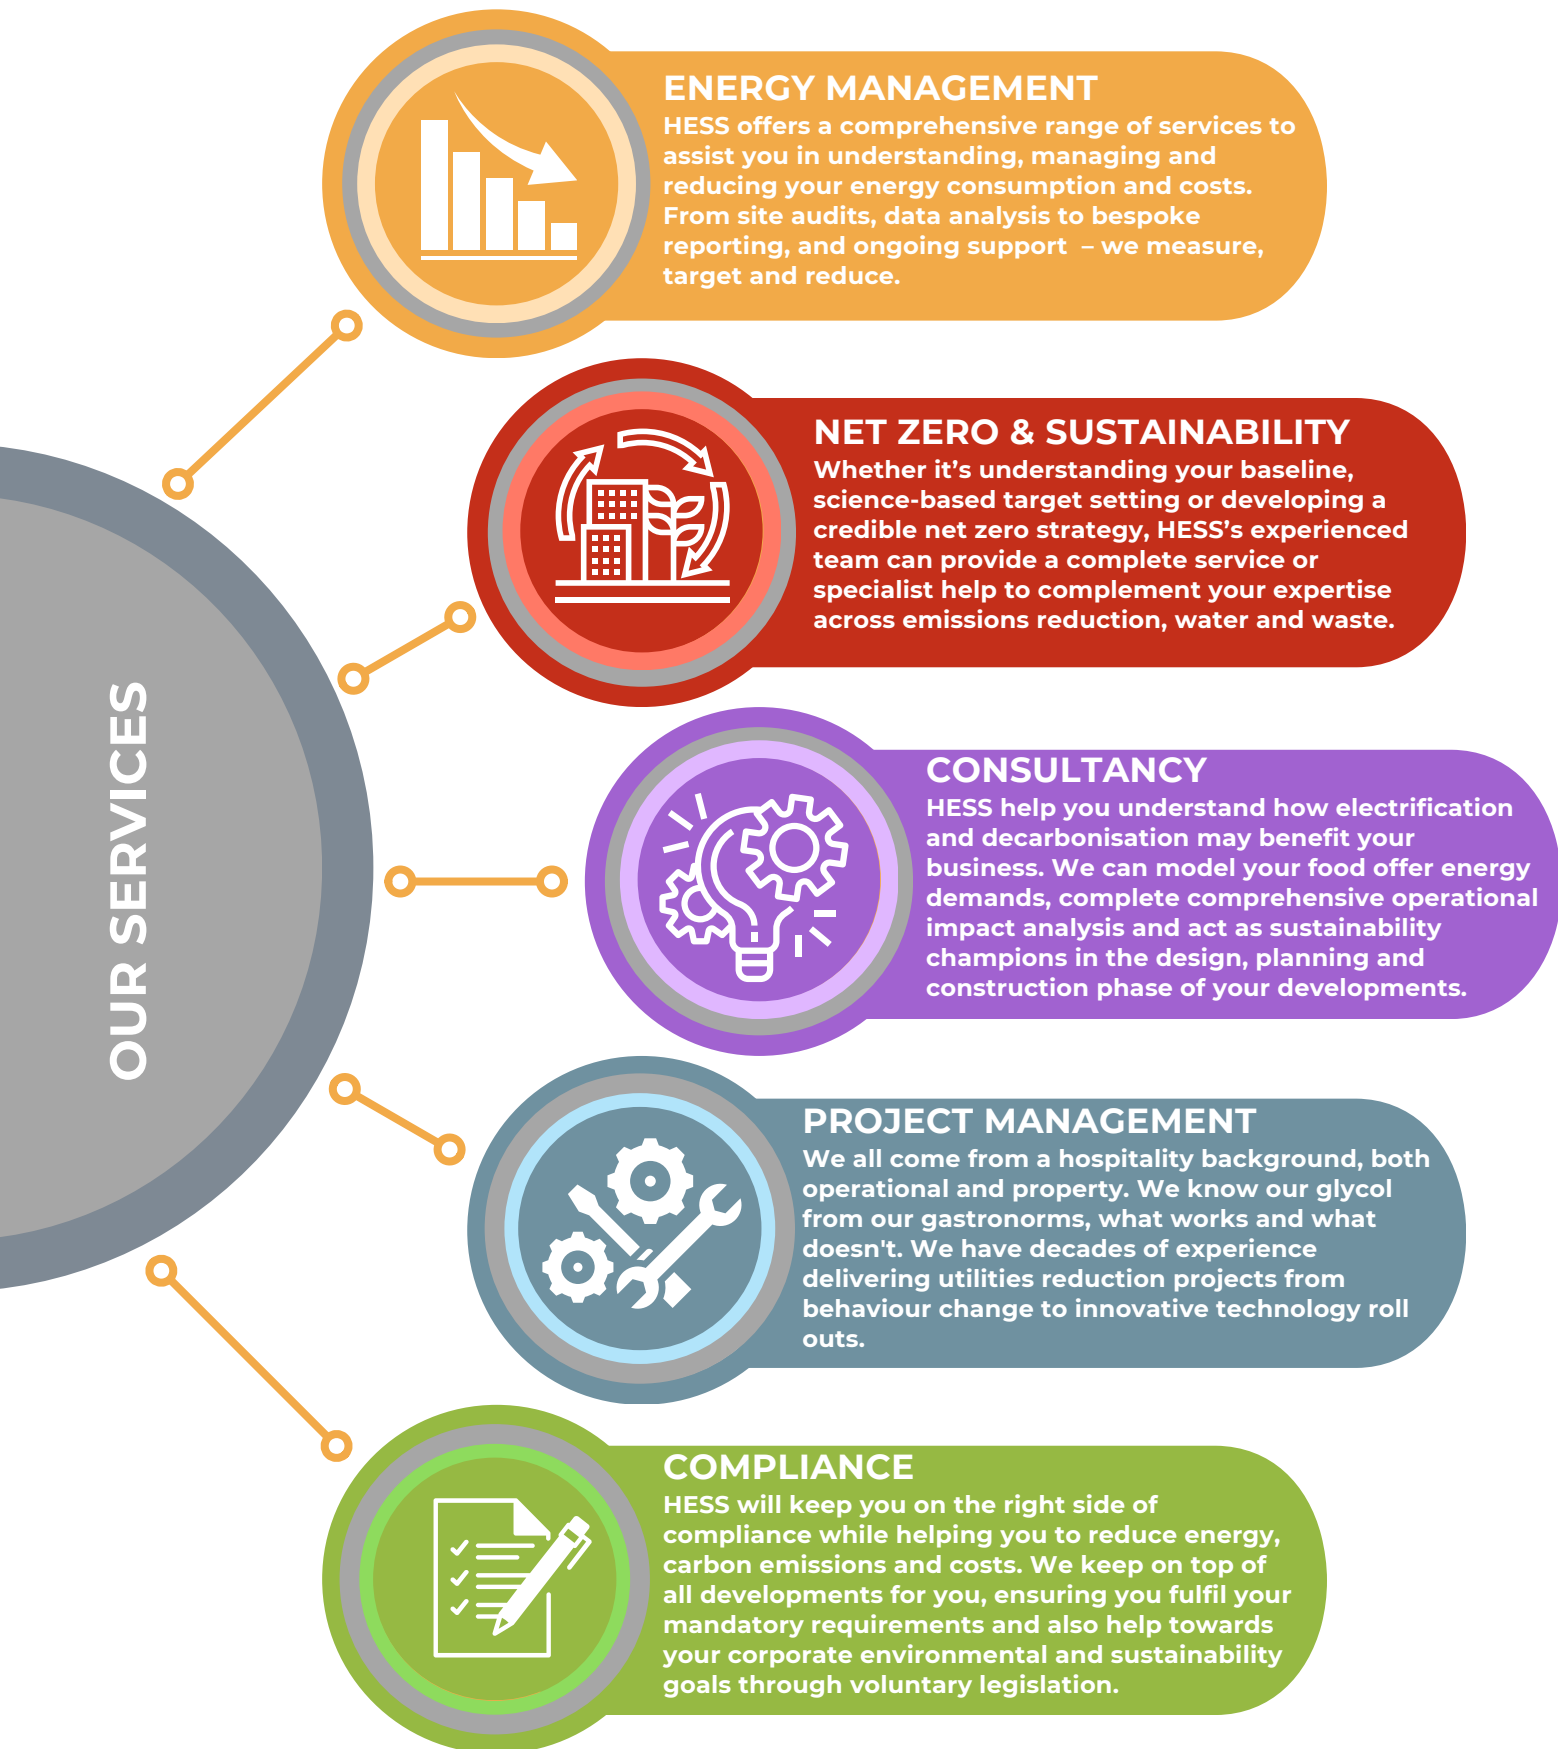 OUR SERVICES
ENERGY MANAGEMENT
HESS offers a comprehensive range of services to
assist you in understanding, managing and
reducing your energy consumption and costs.
From site audits, data analysis to bespoke
reporting, and ongoing support – we measure,
target and reduce.
NET ZERO & SUSTAINABILITY
Whether it’s understanding your baseline,
science-based target setting or developing a
credible net zero strategy, HESS’s experienced
team can provide a complete service or
specialist help to complement your expertise
across emissions reduction, water and waste.
CONSULTANCY
HESS help you understand how electrification
and decarbonisation may benefit your
business. We can model your food offer energy
demands, complete comprehensive operational
impact analysis and act as sustainability
champions in the design, planning and
construction phase of your developments.
PROJECT MANAGEMENT
We all come from a hospitality background, both
operational and property. We know our glycol
from our gastronorms, what works and what
doesn't. We have decades of experience
delivering utilities reduction projects from
behaviour change to innovative technology roll
outs.
COMPLIANCE
HESS will keep you on the right side of
compliance while helping you to reduce energy,
carbon emissions and costs. We keep on top of
all developments for you, ensuring you fulfil your
mandatory requirements and also help towards
your corporate environmental and sustainability
goals through voluntary legislation.